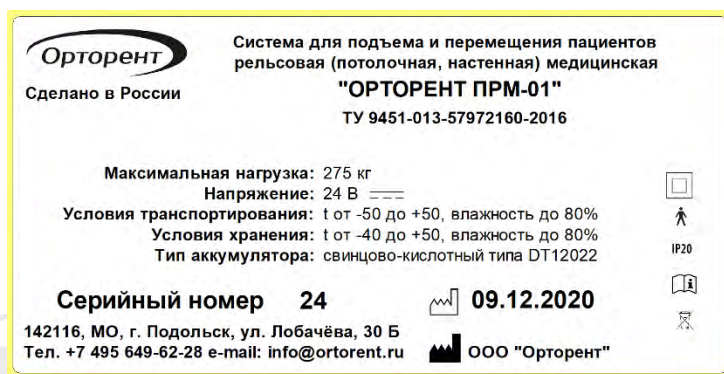 Орторент
Сделано в России
Система для подъема и перемещения пациентов
рельсовая (потолочная, настенная) медицинская
"ОРТОРЕНТ ПРМ-01"
ТУ 9451-013-57972160-2016
Максимальная нагрузка: 275 кг
Напряжение: 24 В
Условия транспортирования: t от -50 до +50, влажность до 80%
Условия хранения: t от -40 до +50, влажность до 80%
Тип аккумулятора: свинцово-кислотный типа DT12022
IP20
Серийный номер 24 09.12.2020
142116, МО, г. Подольск, ул. Лобачёва, 30 Б
Тел. +7 495 649-62-28 e-mail: info@ortorent.ru ООО "Орторент"